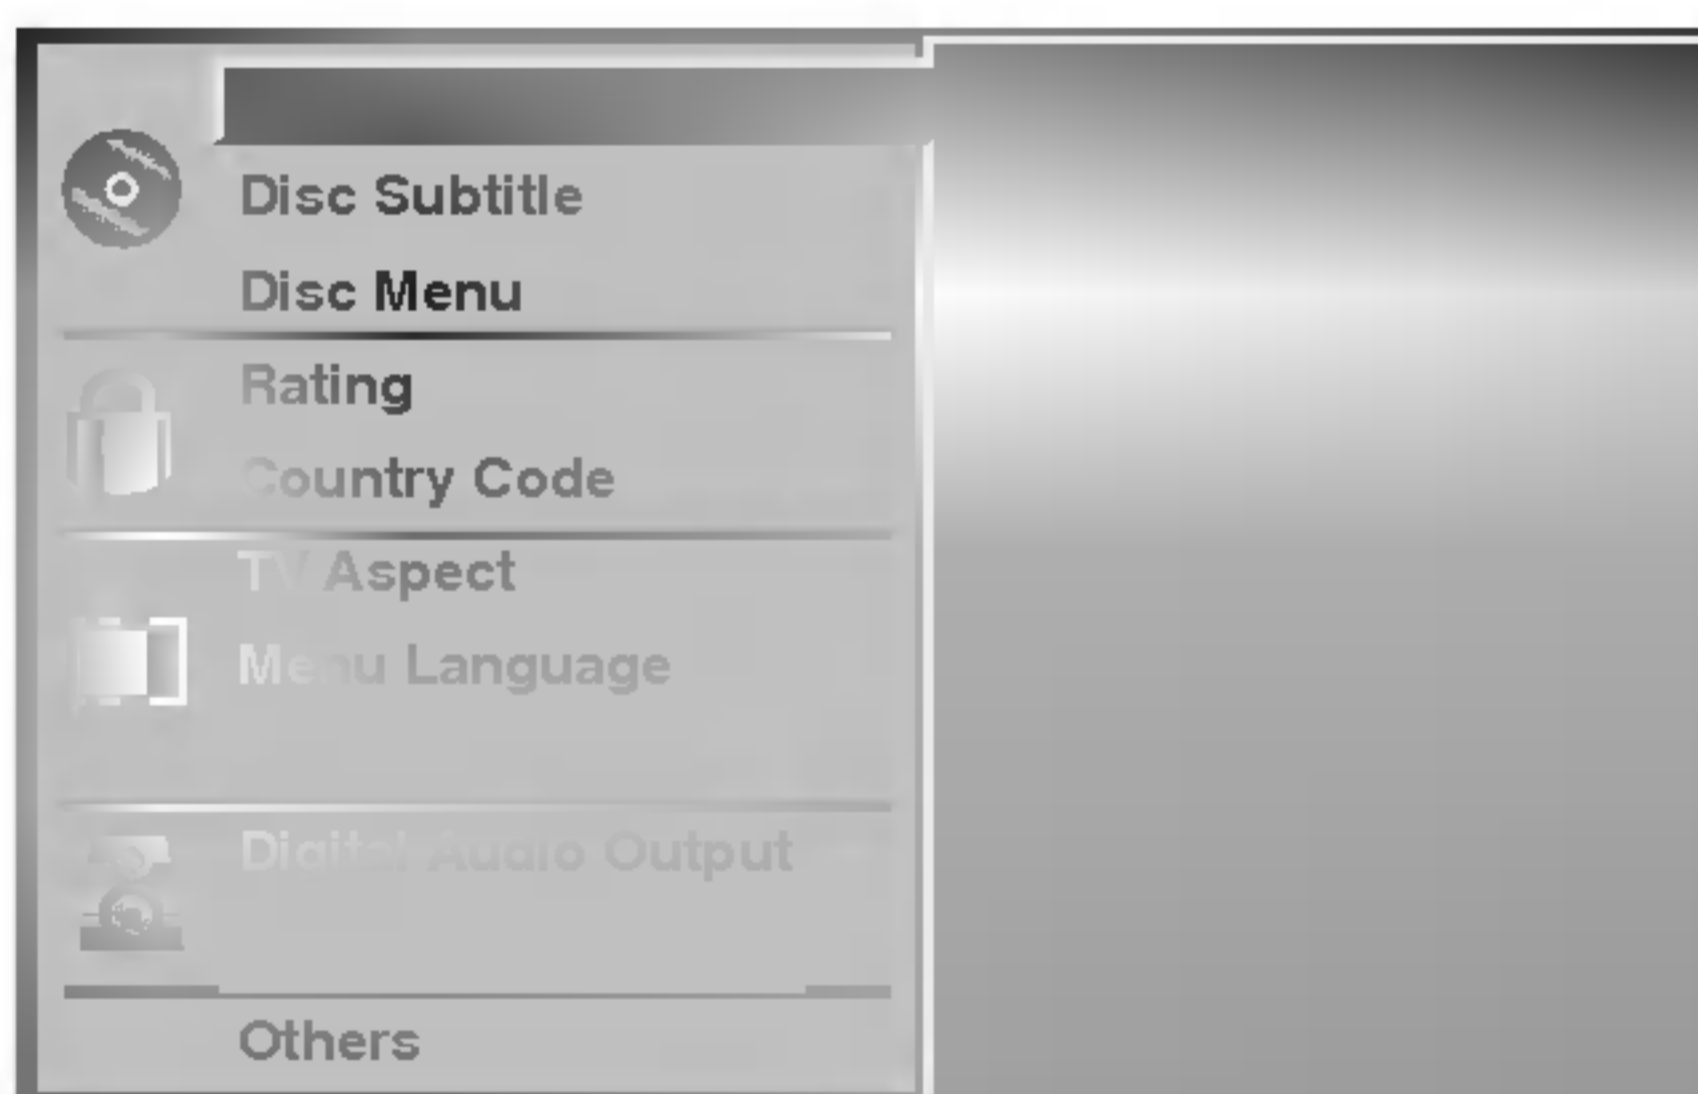 Disc Subtitle
Disc Menu
Rating
Country Code
TV Aspect
Menu Language
Digital Audio Output
Others